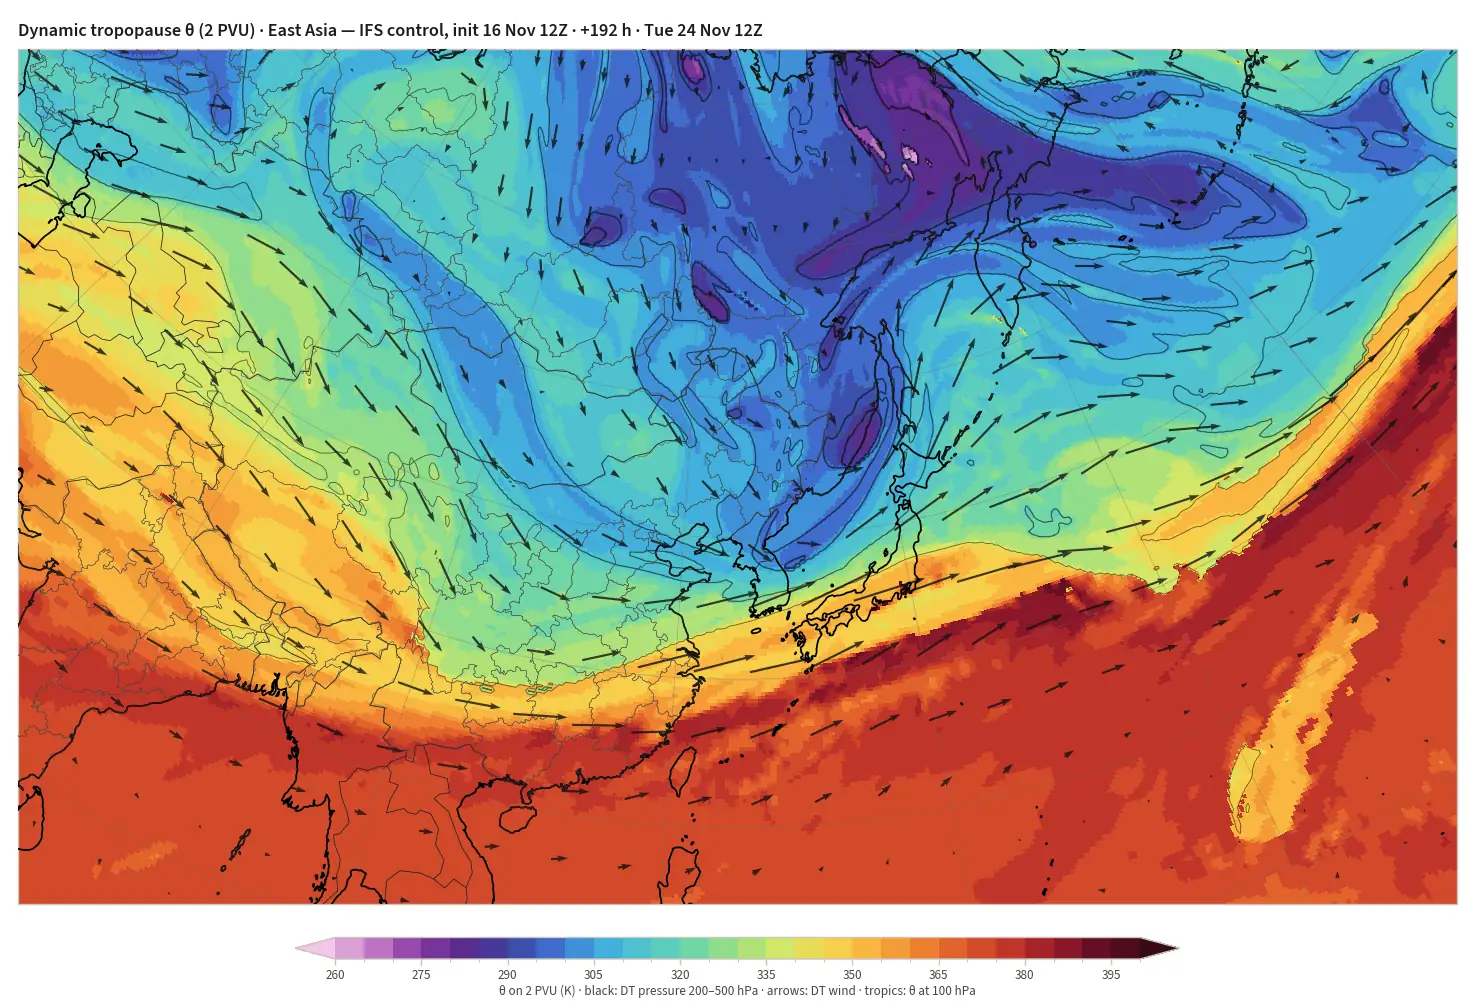 Dynamic tropopause θ (2 PVU) · East Asia — IFS control, init 16 Nov 12Z · +192 h · Tue 24 Nov 12Z
260 275 290 305 320 335 350 365 380 395
θ on 2 PVU (K) · black: DT pressure 200–500 hPa · arrows: DT wind · tropics: θ at 100 hPa